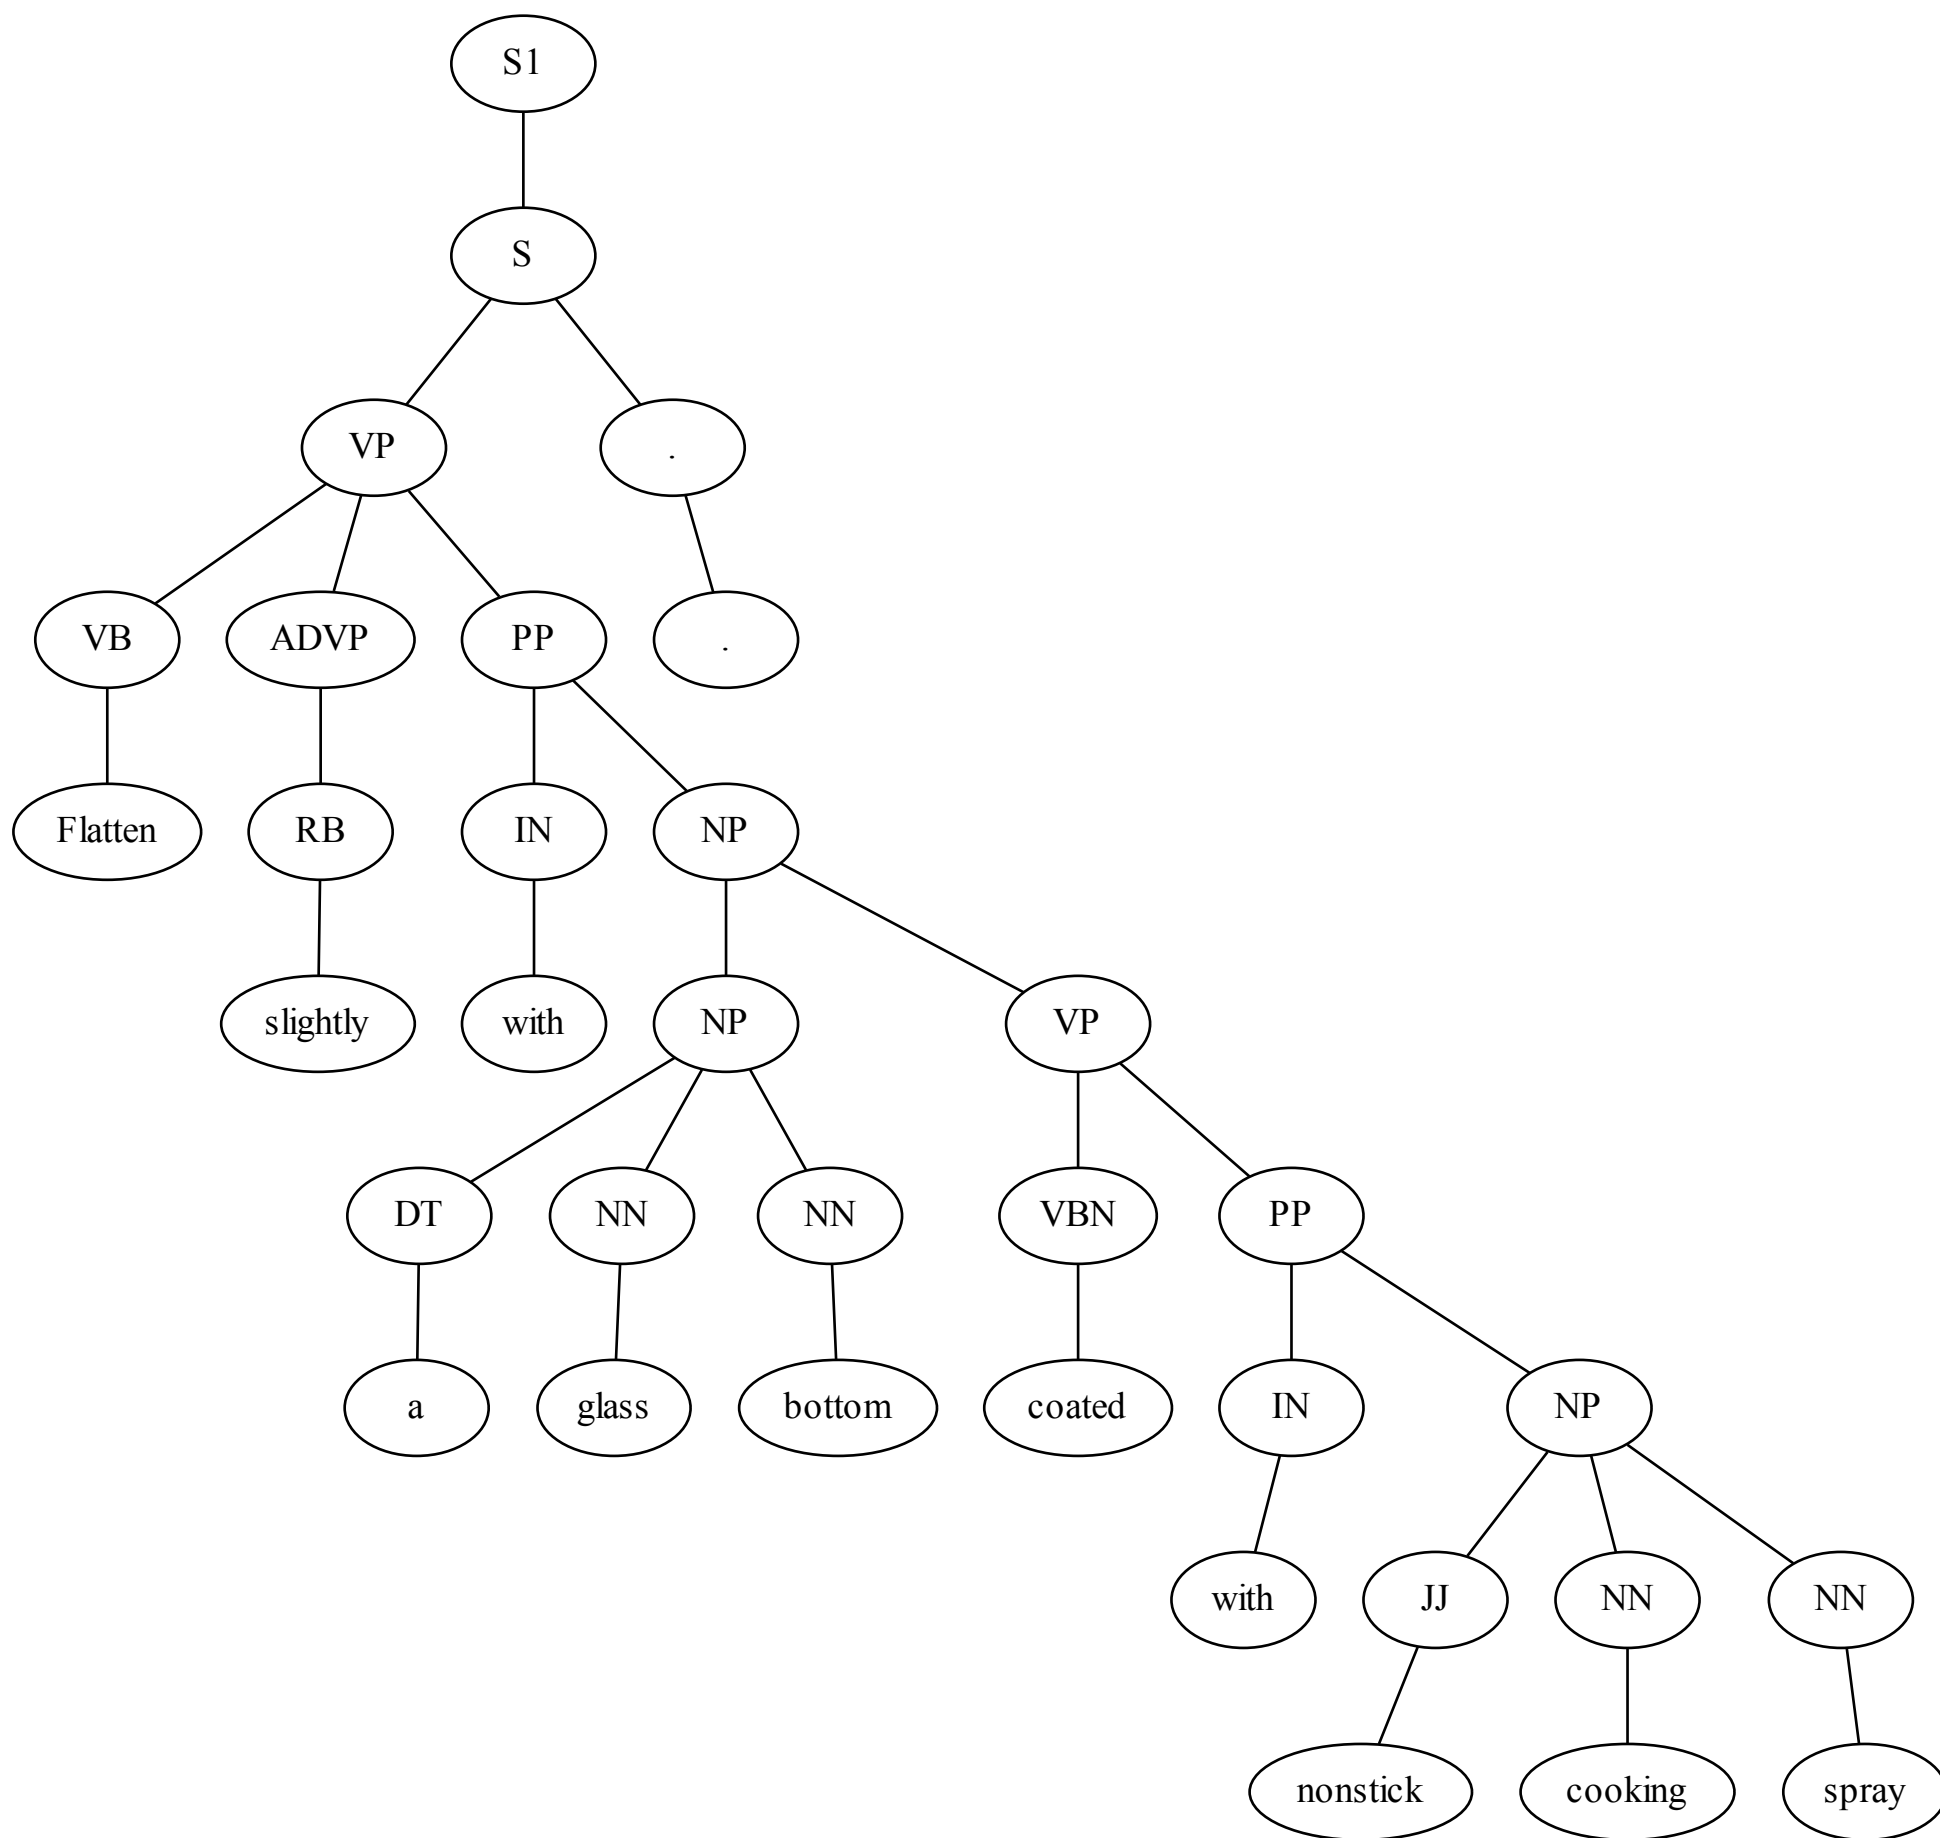 S1
S
VP .
VB ADVP PP .
Flatten RB IN NP
slightly with NP VP
DT NN NN VBN PP
a glass bottom coated IN NP
with JJ NN NN
nonstick cooking spray